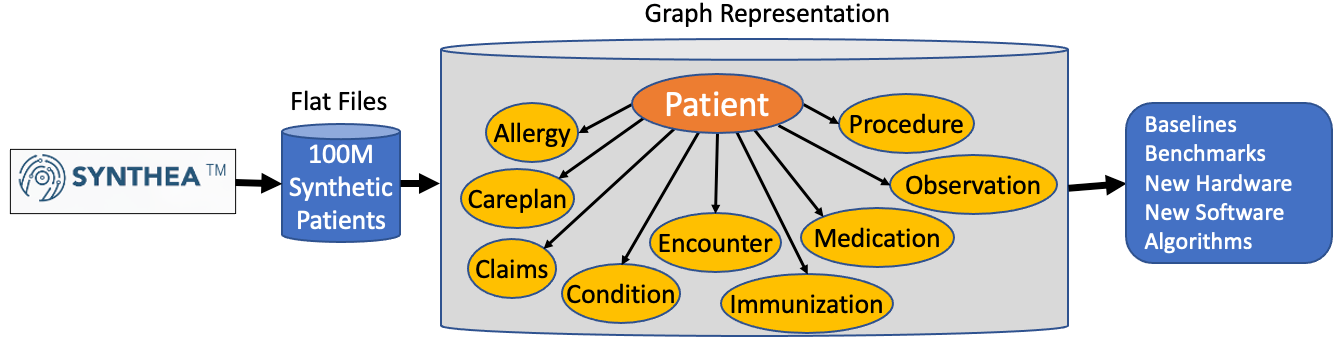 Graph Representation
Flat Files
SYNTHEA TM
100M
Synthetic
Patients
Patient
Allergy
Procedure
Careplan
Observation
Encounter
Medication
Claims
Condition
Immunization
Baselines
Benchmarks
New Hardware
New Software
Algorithms